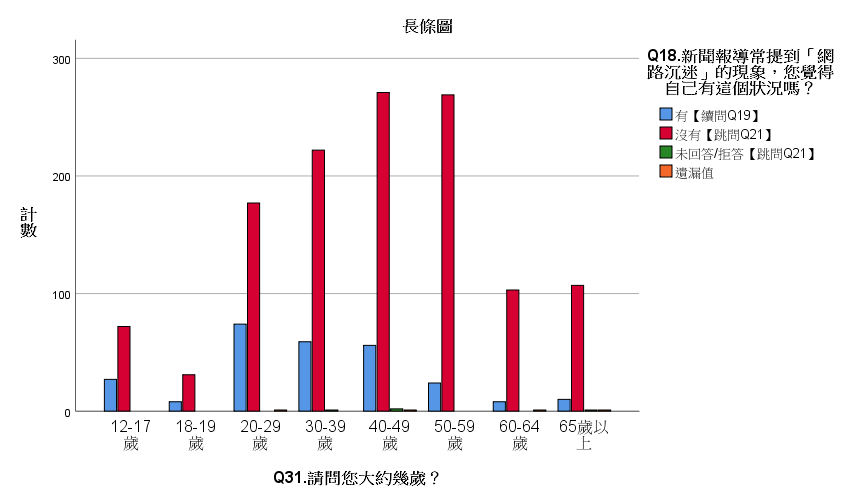 長條圖
Q18.新聞報導常提到「網
路沉迷」的現象，您覺得
自己有這個狀況嗎？
有【續問Q19】
沒有【跳問Q21】
未回答/拒答【跳問Q21】
遺漏值
計
數
300
200
100
0
12-17
歲
18-19
歲
20-29
歲
30-39
歲
40-49
歲
50-59
歲
60-64
歲
65歲以
上
Q31.請問您大約幾歲？